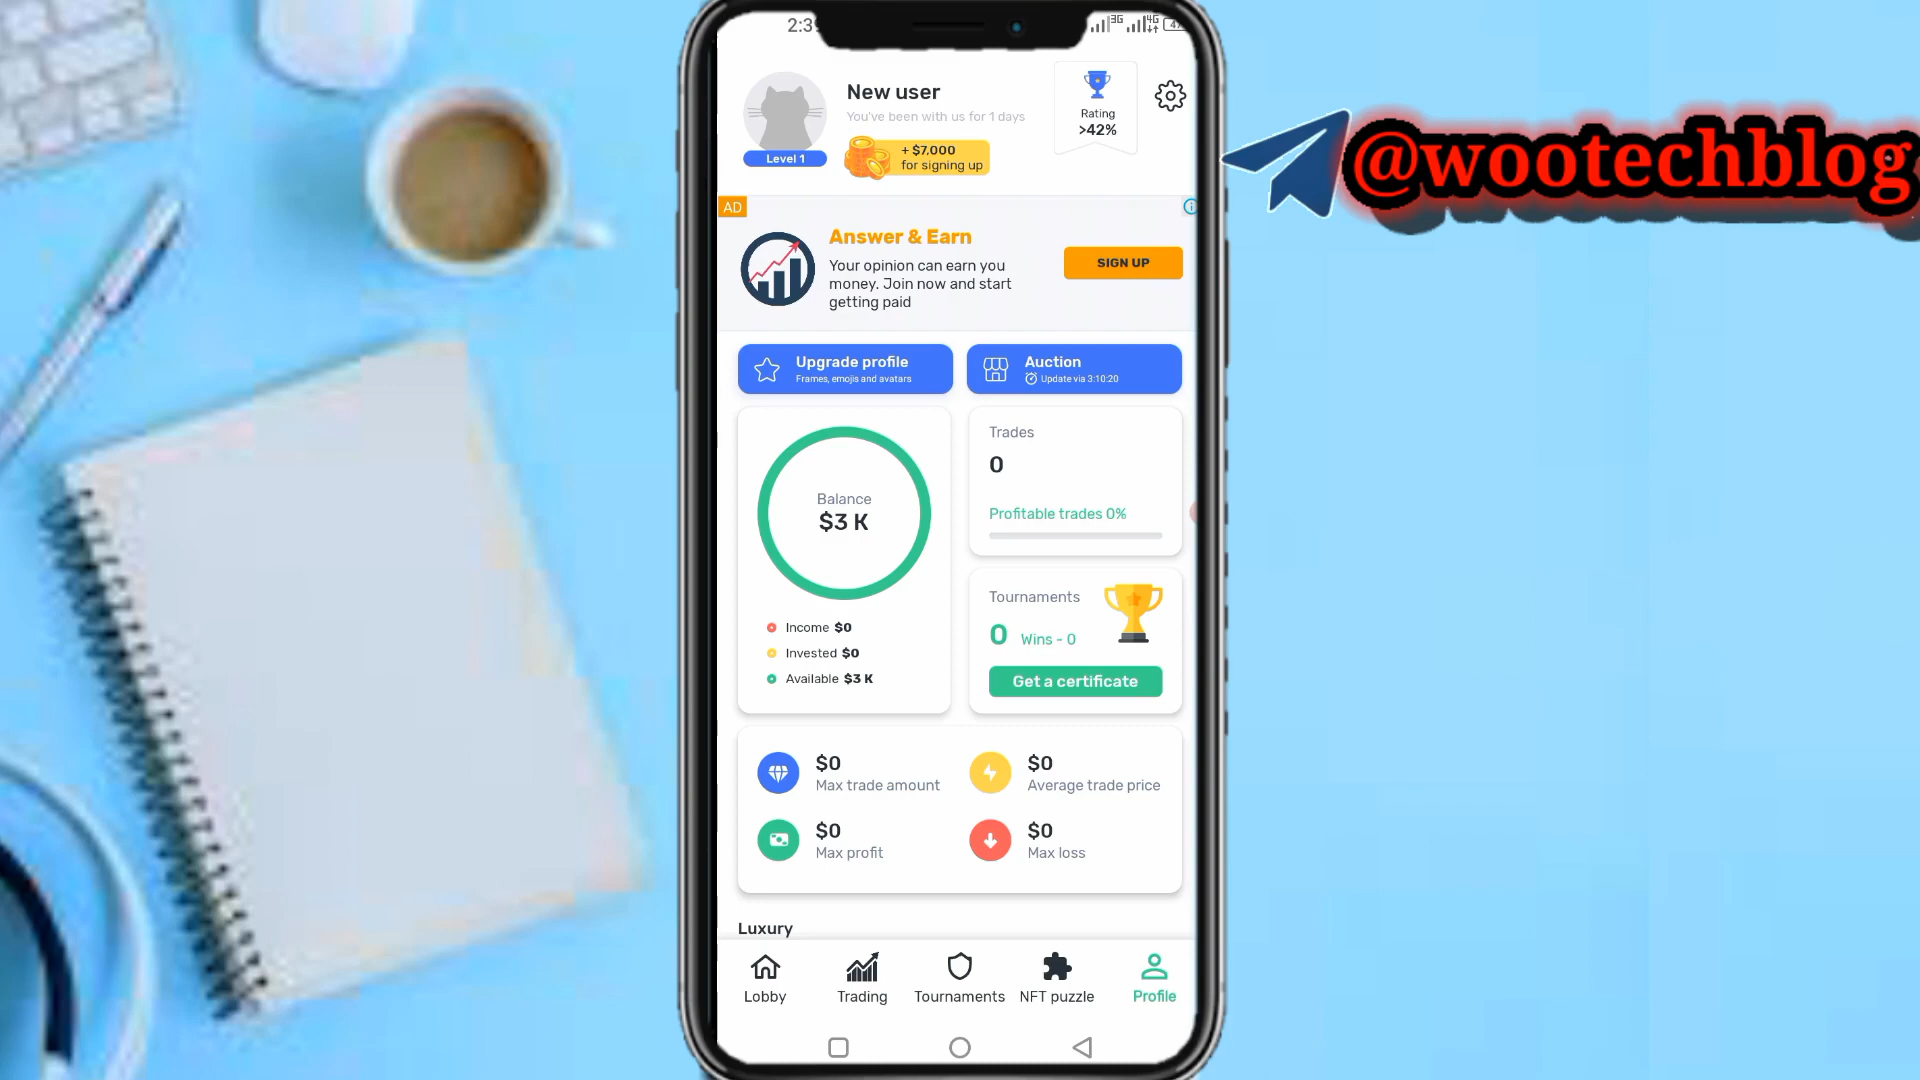 2:39
3G
4G
New user
You've been with us for 1 days
Level 1
+ $7,000
for signing up
Rating
>42%
@wootechblog
AD
Answer & Earn
Your opinion can earn you
money. Join now and start
getting paid
SIGN UP
Upgrade profile
Frames, emojis and avatars
Auction
Update via 3:10:20
Balance
$3 K
Income $0
Invested $0
Available $3 K
Trades
0
Profitable trades 0%
Tournaments
0 Wins - 0
Get a certificate
$0
Max trade amount
$0
Average trade price
$0
Max profit
$0
Max loss
Luxury
Lobby
Trading
Tournaments
NFT puzzle
Profile